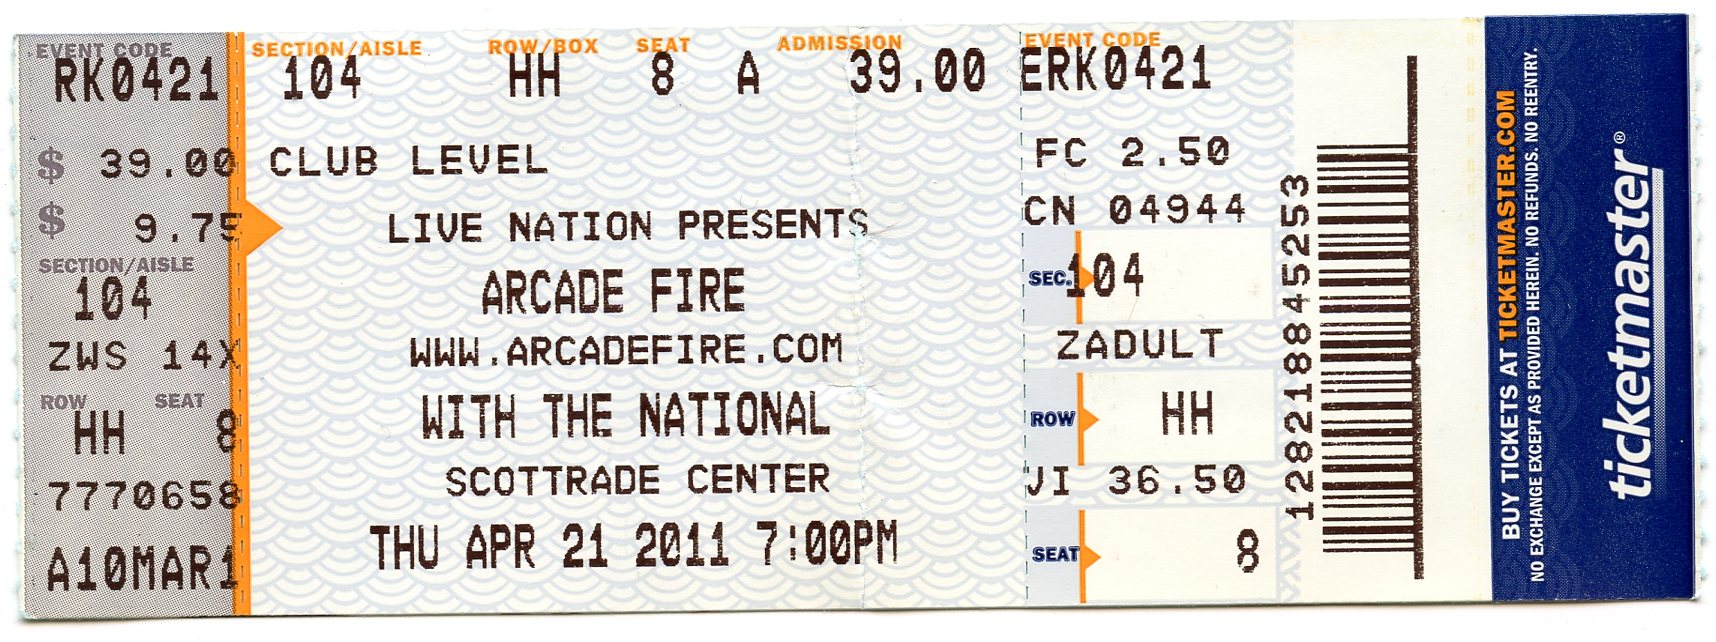 EVENT CODE
RK0421
$ 39.00
$ 9.75
SECTION/AISLE
104
ZWS 14X
ROW SEAT
HH 8
7770658
A10MAR1
SECTION/AISLE ROW/BOX SEAT ADMISSION
104 HH 8 A 39.00
CLUB LEVEL
LIVE NATION PRESENTS
ARCADE FIRE
WWW.ARCADEFIRE.COM
WITH THE NATIONAL
SCOTTRADE CENTER
THU APR 21 2011 7:00PM
EVENT CODE
ERK0421
FC 2.50
CN 04944
SEC. 104
ZADULT
ROW HH
JI 36.50
SEAT 8
128218845253
BUY TICKETS AT TICKETMASTER.COM
NO EXCHANGE EXCEPT AS PROVIDED HEREIN. NO REFUNDS. NO REENTRY.
ticketmaster®